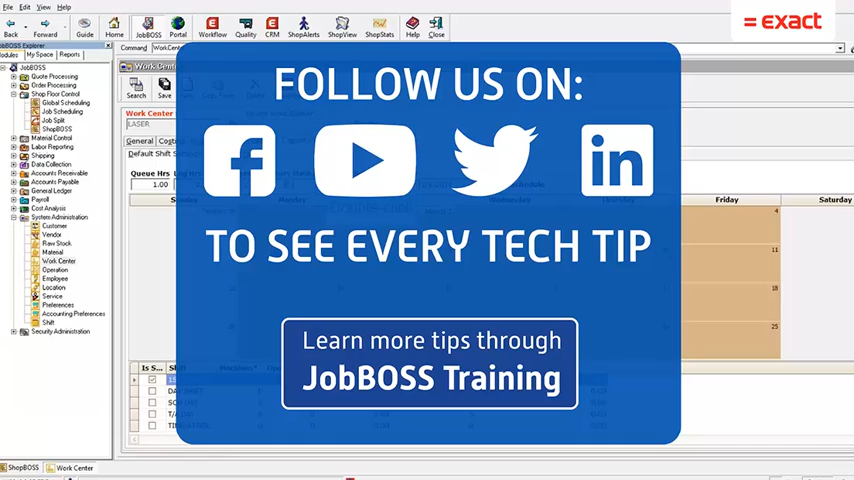 File Edit View Help
= exact
Back Forward Home JobBOSS Portal Workflow Quality CRM ShopAlerts ShopView ShopStats Help Close
Guide
JobBOSS Explorer
Command
Modules My Space Reports
Work Cent
JobBOSS
Quote Processing
Order Processing
Shop Floor Control
Global Scheduling
Job Scheduling
Job Split
ShopBOSS
Material Control
Labor Reporting
Shipping
Data Collection
Accounts Receivable
Accounts Payable
General Ledger
Payroll
Cost Analysis
System Administration
Customer
Vendor
Raw Stock
Material
Work Center
Operation
Employee
Location
Service
Preferences
Accounting Preferences
Shift
Security Administration
Search Save
Work Center
LASER
General
Default Shift
Queue Hrs
1.00
Friday Saturday
4
11
18
25
Is S...
FOLLOW US ON:
f in
TO SEE EVERY TECH TIP
Learn more tips through
JobBOSS Training
ShopBOSS Work Center